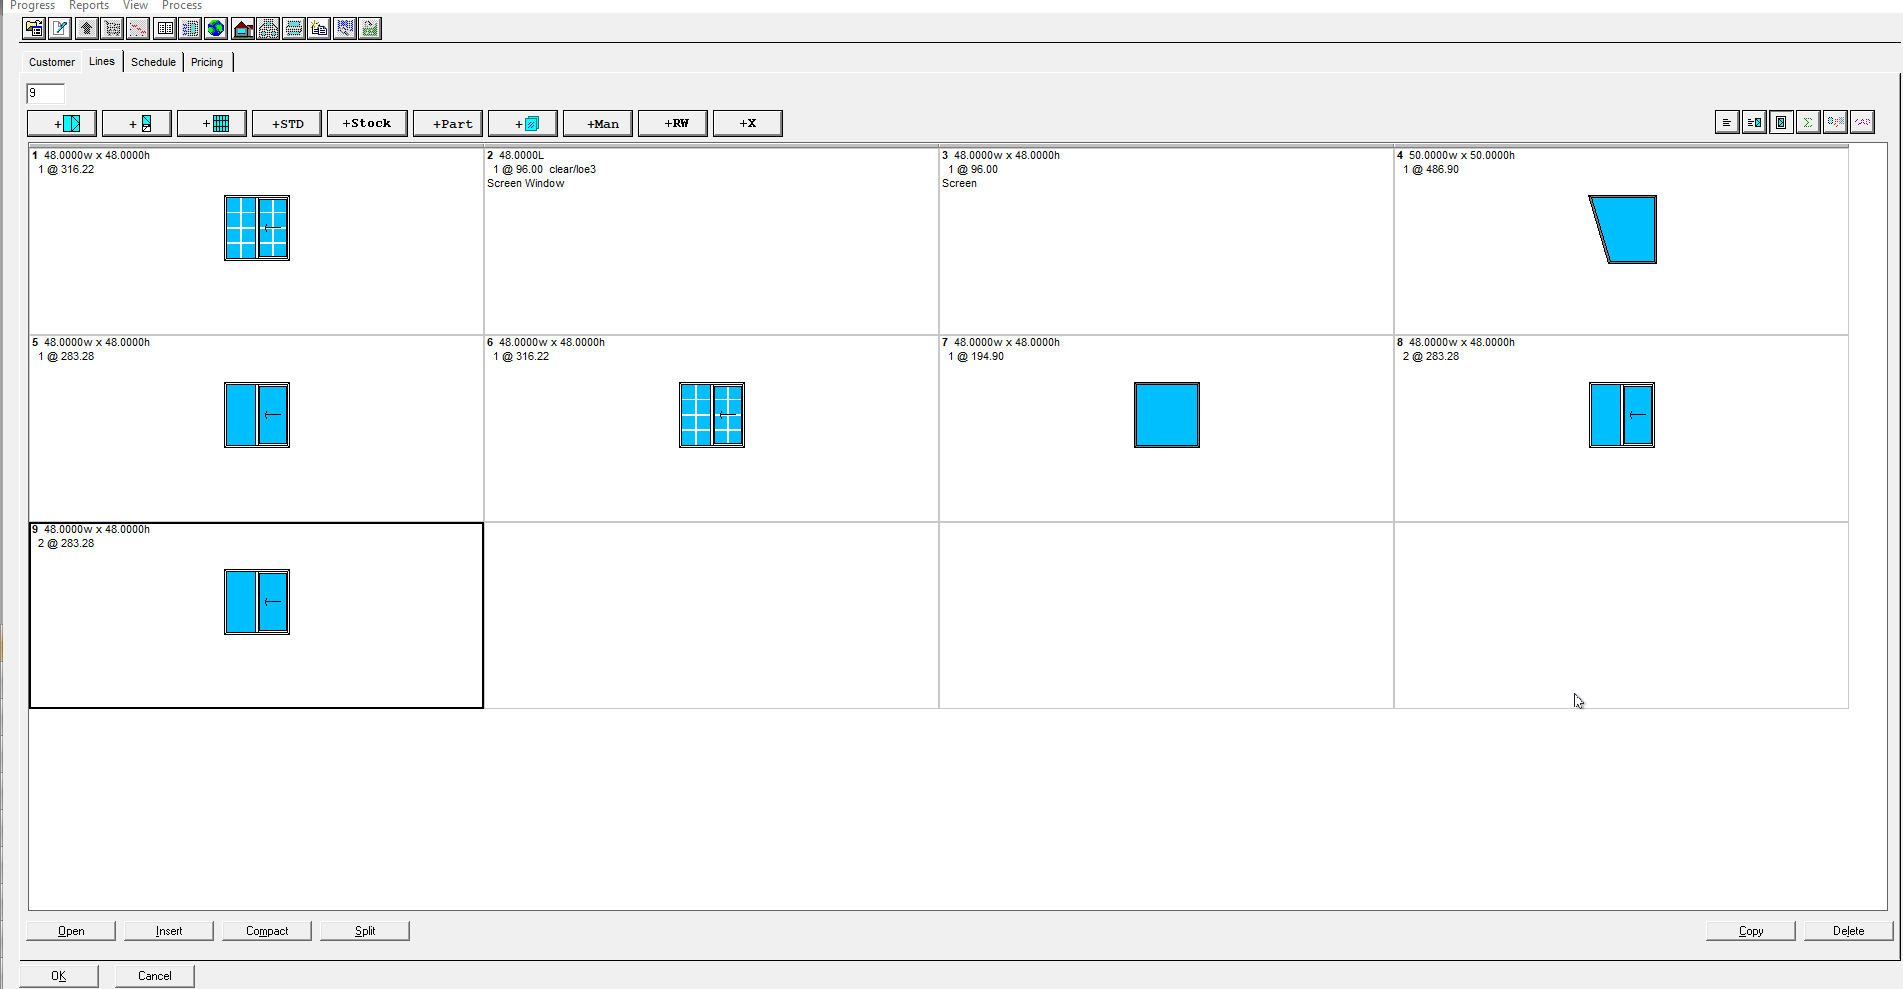 Progress Reports View Process
Customer Lines Schedule Pricing
9
+ + + +STD +Stock +Part + +Man +RW +X
1 48.0000w x 48.0000h
1 @ 316.22
2 48.0000L
1 @ 96.00 clear/loe3
Screen Window
3 48.0000w x 48.0000h
1 @ 96.00
Screen
4 50.0000w x 50.0000h
1 @ 486.90
5 48.0000w x 48.0000h
1 @ 283.28
6 48.0000w x 48.0000h
1 @ 316.22
7 48.0000w x 48.0000h
1 @ 194.90
8 48.0000w x 48.0000h
2 @ 283.28
9 48.0000w x 48.0000h
2 @ 283.28
Open Insert Compact Split Copy Delete
OK Cancel